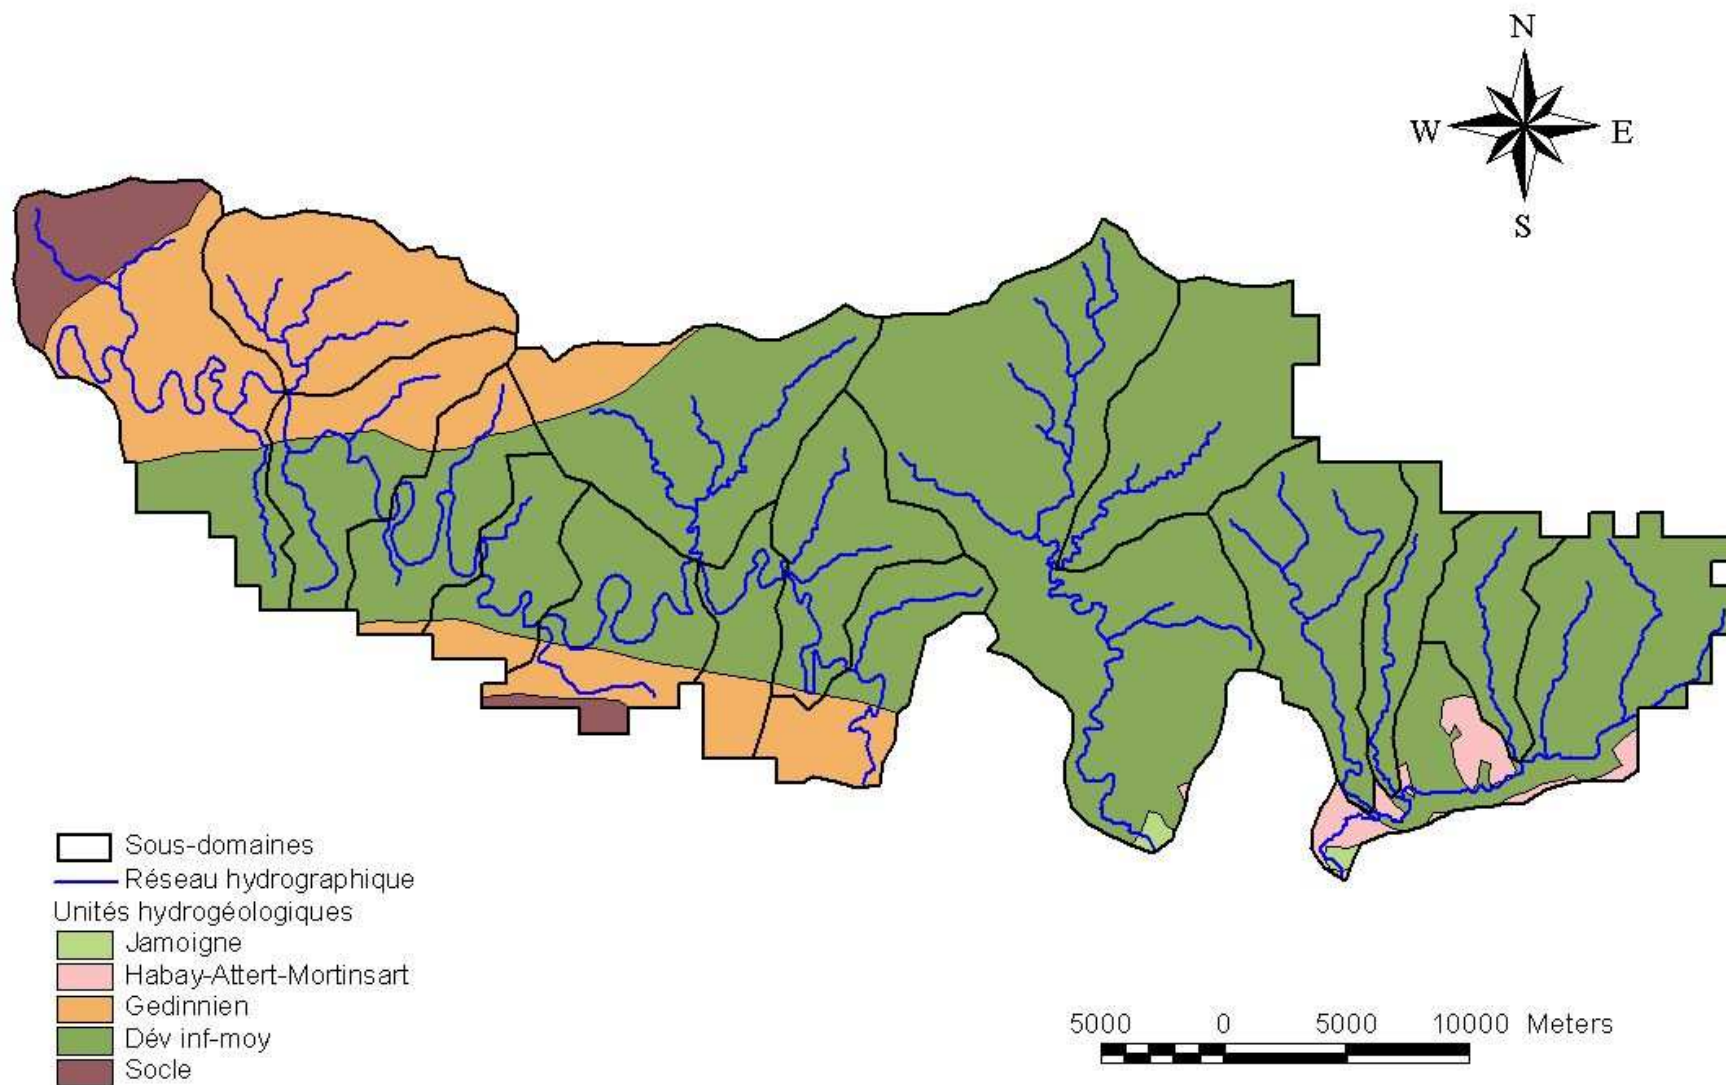 N
W E
S
Sous-domaines
Réseau hydrographique
Unités hydrogéologiques
Jamoigne
Habay-Attert-Mortinsart
Gedinnien
Dév inf-moy
Socle
5000 0 5000 10000 Meters